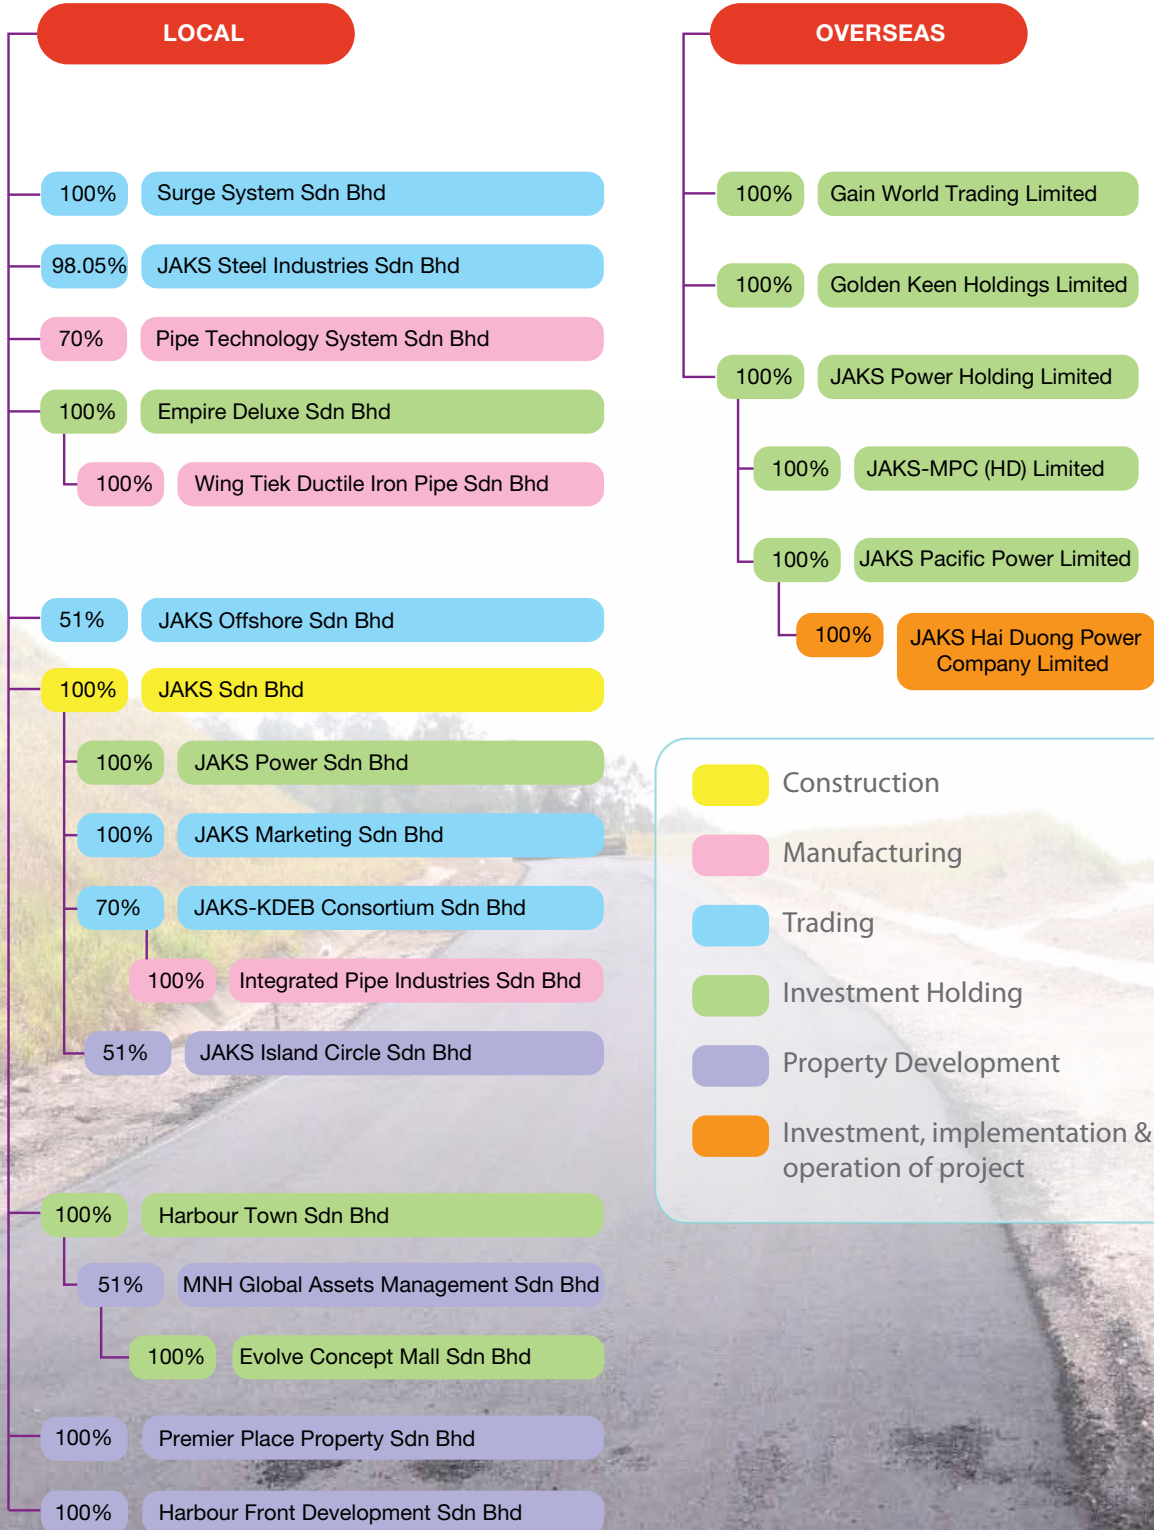 LOCAL
100% Surge System Sdn Bhd
98.05% JAKS Steel Industries Sdn Bhd
70% Pipe Technology System Sdn Bhd
100% Empire Deluxe Sdn Bhd
100% Wing Tiek Ductile Iron Pipe Sdn Bhd
51% JAKS Offshore Sdn Bhd
100% JAKS Sdn Bhd
100% JAKS Power Sdn Bhd
100% JAKS Marketing Sdn Bhd
70% JAKS-KDEB Consortium Sdn Bhd
100% Integrated Pipe Industries Sdn Bhd
51% JAKS Island Circle Sdn Bhd
100% Harbour Town Sdn Bhd
51% MNH Global Assets Management Sdn Bhd
100% Evolve Concept Mall Sdn Bhd
100% Premier Place Property Sdn Bhd
100% Harbour Front Development Sdn Bhd
OVERSEAS
100% Gain World Trading Limited
100% Golden Keen Holdings Limited
100% JAKS Power Holding Limited
100% JAKS-MPC (HD) Limited
100% JAKS Pacific Power Limited
100% JAKS Hai Duong Power
Company Limited
Construction
Manufacturing
Trading
Investment Holding
Property Development
Investment, implementation &
operation of project